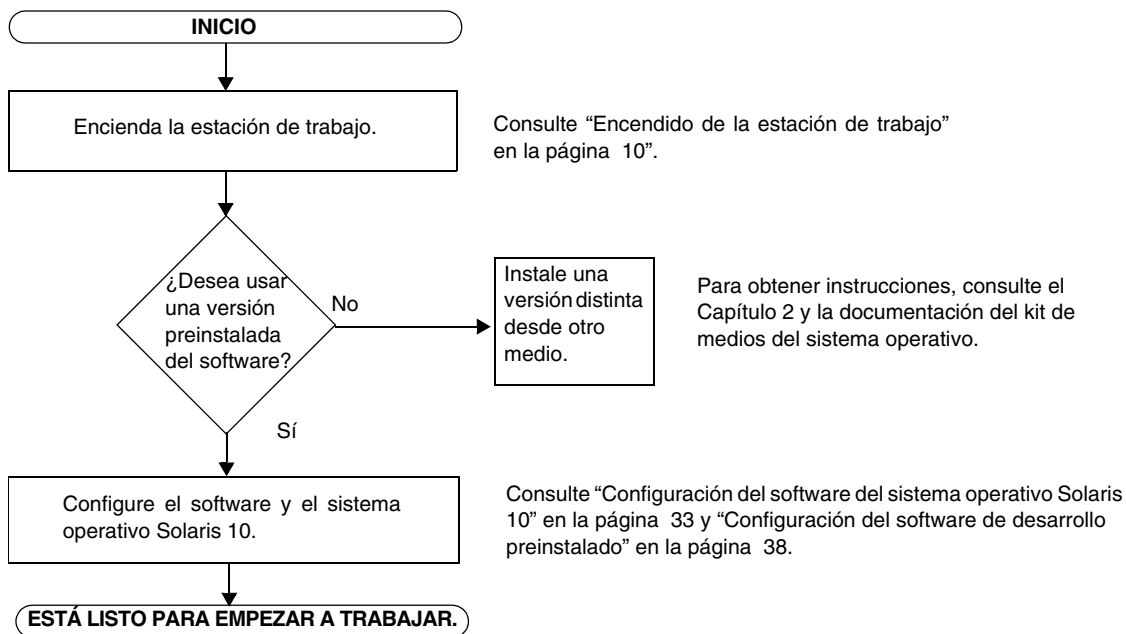 INICIO
Encienda la estación de trabajo.
Consulte “Encendido de la estación de trabajo”
en la página 10”.
¿Desea usar
una versión
preinstalada
del software?
No
Instale una
versión distinta
desde otro
medio.
Para obtener instrucciones, consulte el
Capítulo 2 y la documentación del kit de
medios del sistema operativo.
Sí
Configure el software y el sistema
operativo Solaris 10.
Consulte “Configuración del software del sistema operativo Solaris
10” en la página 33 y “Configuración del software de desarrollo
preinstalado” en la página 38.
ESTÁ LISTO PARA EMPEZAR A TRABAJAR.